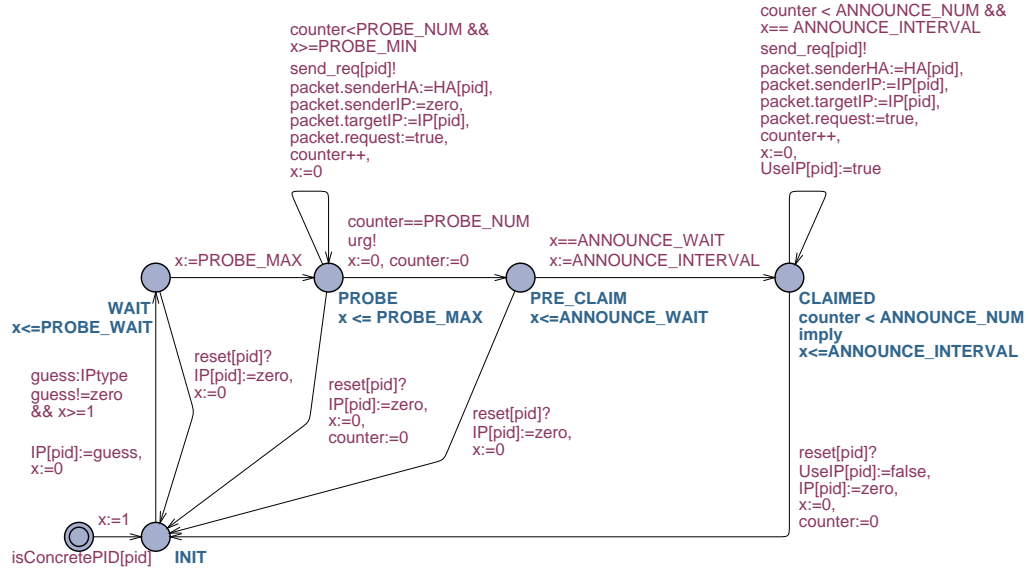 counter<PROBE_NUM &&
x>=PROBE_MIN
send_req[pid]!
packet.senderHA:=HA[pid],
packet.senderIP:=zero,
packet.targetIP:=IP[pid],
packet.request:=true,
counter++,
x:=0
counter < ANNOUNCE_NUM &&
x== ANNOUNCE_INTERVAL
send_req[pid]!
packet.senderHA:=HA[pid],
packet.senderIP:=IP[pid],
packet.targetIP:=IP[pid],
packet.request:=true,
counter++,
x:=0,
UseIP[pid]:=true
x:=PROBE_MAX
counter==PROBE_NUM
urg!
x:=0, counter:=0
x==ANNOUNCE_WAIT
x:=ANNOUNCE_INTERVAL
WAIT
x<=PROBE_WAIT
PROBE
x <= PROBE_MAX
PRE_CLAIM
x<=ANNOUNCE_WAIT
CLAIMED
counter < ANNOUNCE_NUM
imply
x<=ANNOUNCE_INTERVAL
guess:IPtype
guess!=zero
&& x>=1
IP[pid]:=guess,
x:=0
reset[pid]?
IP[pid]:=zero,
x:=0
reset[pid]?
IP[pid]:=zero,
x:=0,
counter:=0
reset[pid]?
IP[pid]:=zero,
x:=0
reset[pid]?
UseIP[pid]:=false,
IP[pid]:=zero,
x:=0,
counter:=0
x:=1
isConcretePID[pid]
INIT